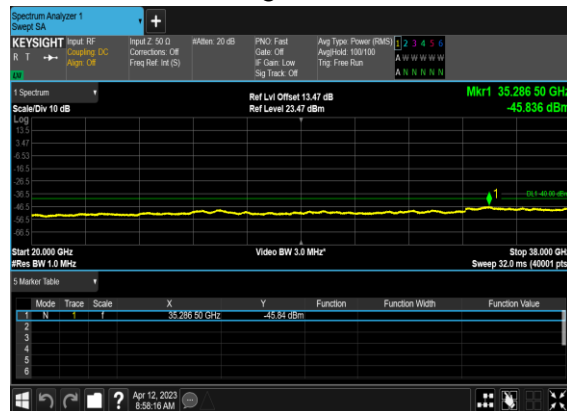 Spectrum Analyzer 1
Swept SA
KEYSIGHT Input: RF Input Z: 50 Ω #Atten: 20 dB PNO: Fast Avg Type: Power (RMS) 1 2 3 4 5 6
R T Coupling: DC Corrections: Off Gate: Off Avg|Hold: 100/100 A W W W W W
Align: Off Freq Ref: Int (S) IF Gain: Low Trig: Free Run
Sig Track: Off A N N N N N
1 Spectrum Ref Lvl Offset 13.47 dB Mkr1 35.286 50 GHz
Scale/Div 10 dB Ref Level 23.47 dBm -45.836 dBm
Log
13.5
3.47
-6.53
-16.5
-26.5
-36.5 1 DL1 -40.00 dBm
-46.5
-56.5
-66.5
Start 20.000 GHz Video BW 3.0 MHz* Stop 38.000 GHz
#Res BW 1.0 MHz Sweep 32.0 ms (40001 pts
5 Marker Table
Mode Trace Scale X Y Function Function Width Function Value
1 N 1 f 35.286 50 GHz -45.84 dBm
2
3
4
5
6
? Apr 12, 2023
8:58:16 AM